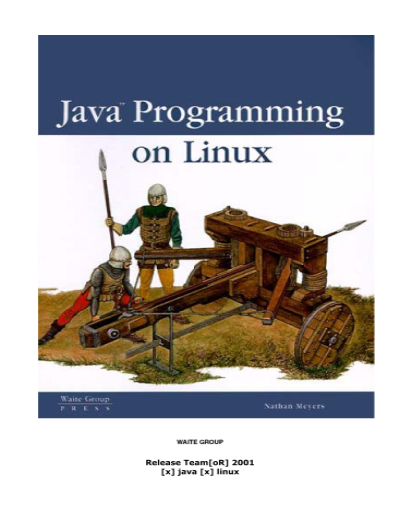 Java™ Programming
on Linux
Waite Group
PRESS
Nathan Meyers
WAITE GROUP
Release Team[oR] 2001
[x] java [x] linux